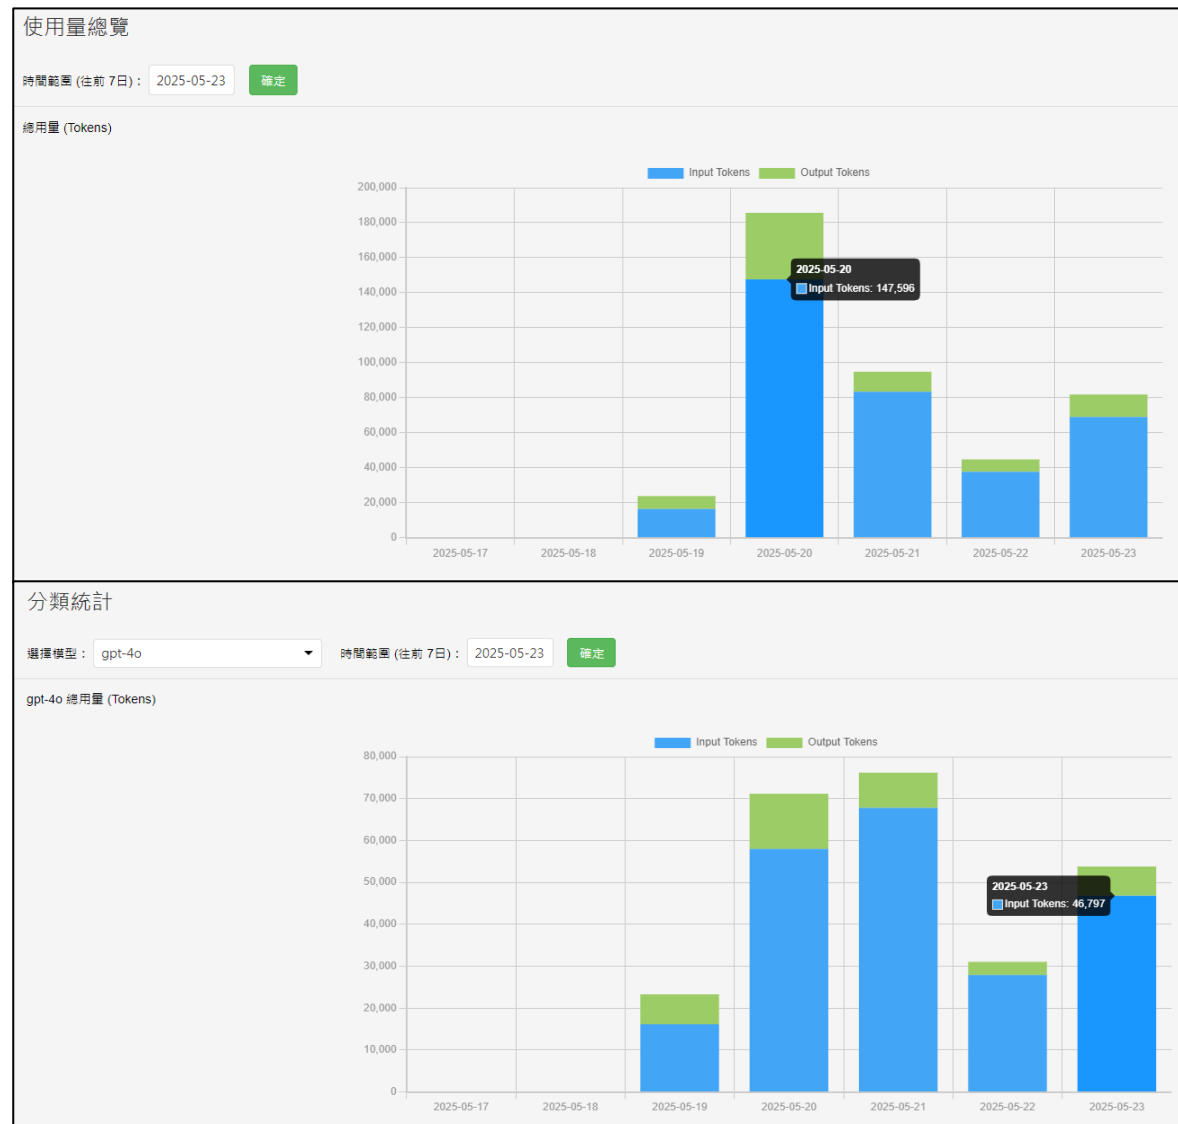 使用量總覽
時間範圍 (往前 7日)： 2025-05-23 確定
總用量 (Tokens)
Input Tokens Output Tokens
200,000
180,000
160,000
140,000
120,000
100,000
80,000
60,000
40,000
20,000
0
2025-05-20
Input Tokens: 147,596
2025-05-17 2025-05-18 2025-05-19 2025-05-20 2025-05-21 2025-05-22 2025-05-23
分類統計
選擇模型： gpt-4o 時間範圍 (往前 7日)： 2025-05-23 確定
gpt-4o 總用量 (Tokens)
Input Tokens Output Tokens
80,000
70,000
60,000
50,000
40,000
30,000
20,000
10,000
0
2025-05-23
Input Tokens: 46,797
2025-05-17 2025-05-18 2025-05-19 2025-05-20 2025-05-21 2025-05-22 2025-05-23